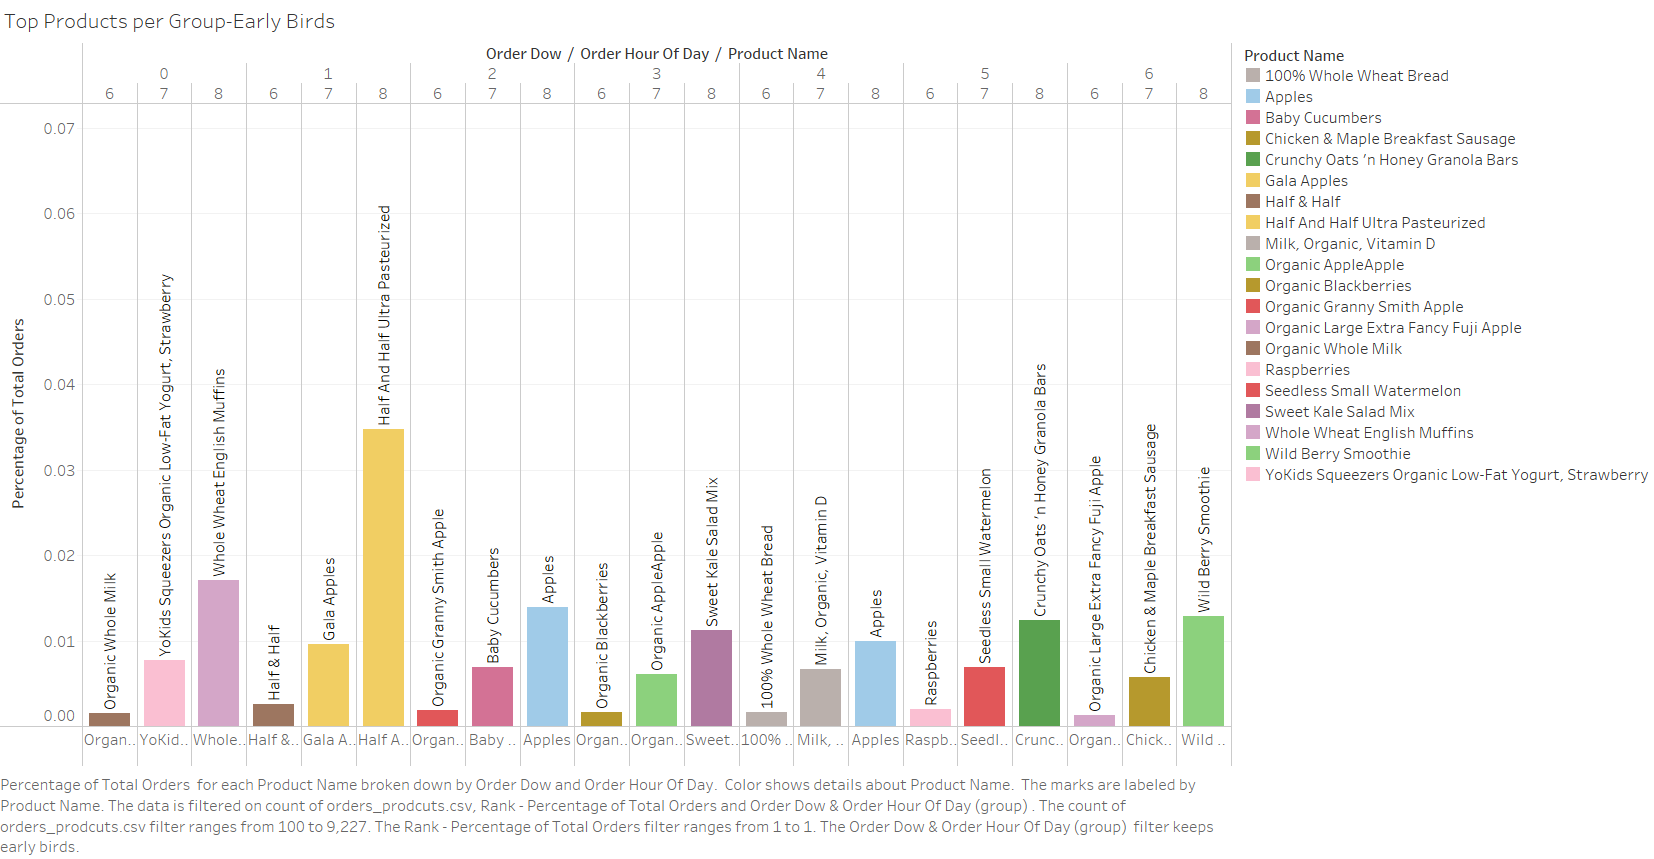 Top Products per Group-Early Birds
Order Dow / Order Hour Of Day / Product Name
0 1 2 3 4 5 6
6 7 8 6 7 8 6 7 8 6 7 8 6 7 8 6 7 8 6 7 8
Percentage of Total Orders
0.07
0.06
0.05
0.04
0.03
0.02
0.01
0.00
Organic Whole Milk
YoKids Squeezers Organic Low-Fat Yogurt, Strawberry
Whole Wheat English Muffins
Half & Half
Gala Apples
Half And Half Ultra Pasteurized
Organic Granny Smith Apple
Baby Cucumbers
Apples
Organic Blackberries
Organic AppleApple
Sweet Kale Salad Mix
100% Whole Wheat Bread
Milk, Organic, Vitamin D
Apples
Raspberries
Seedless Small Watermelon
Crunchy Oats 'n Honey Granola Bars
Organic Large Extra Fancy Fuji Apple
Chicken & Maple Breakfast Sausage
Wild Berry Smoothie
Organ.. YoKid.. Whole.. Half &.. Gala A.. Half A.. Organ.. Baby .. Apples Organ.. Organ.. Sweet.. 100% .. Milk, .. Apples Raspb.. Seedl.. Crunc.. Organ.. Chick.. Wild ..
Product Name
100% Whole Wheat Bread
Apples
Baby Cucumbers
Chicken & Maple Breakfast Sausage
Crunchy Oats 'n Honey Granola Bars
Gala Apples
Half & Half
Half And Half Ultra Pasteurized
Milk, Organic, Vitamin D
Organic AppleApple
Organic Blackberries
Organic Granny Smith Apple
Organic Large Extra Fancy Fuji Apple
Organic Whole Milk
Raspberries
Seedless Small Watermelon
Sweet Kale Salad Mix
Whole Wheat English Muffins
Wild Berry Smoothie
YoKids Squeezers Organic Low-Fat Yogurt, Strawberry
Percentage of Total Orders  for each Product Name broken down by Order Dow and Order Hour Of Day.  Color shows details about Product Name.  The marks are labeled by
Product Name. The data is filtered on count of orders_prodcuts.csv, Rank - Percentage of Total Orders and Order Dow & Order Hour Of Day (group) . The count of
orders_prodcuts.csv filter ranges from 100 to 9,227. The Rank - Percentage of Total Orders filter ranges from 1 to 1. The Order Dow & Order Hour Of Day (group)  filter keeps
early birds.